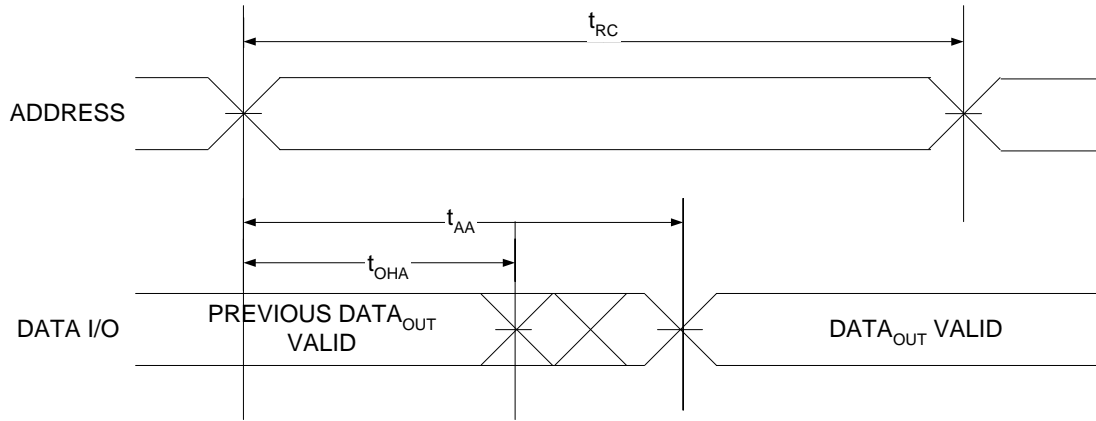 tRC
ADDRESS
tAA
tOHA
DATA I/O
PREVIOUS DATAOUT
VALID
DATAOUT VALID